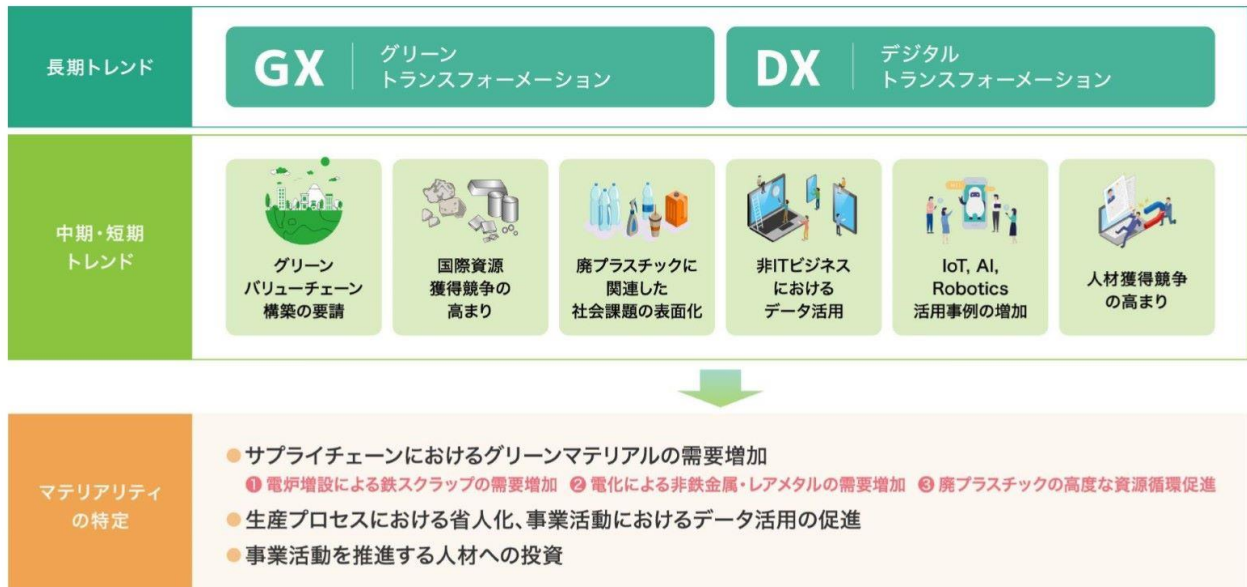 長期トレンド
GX
グリーン
トランスフォーメーション
DX
デジタル
トランスフォーメーション
中期・短期
トレンド
グリーン
バリューチェーン
構築の要請
国際資源
獲得競争の
高まり
廃プラスチックに
関連した
社会課題の表面化
非ITビジネス
における
データ活用
IoT, AI,
Robotics
活用事例の増加
人材獲得競争
の高まり
マテリアリティ
の特定
●サプライチェーンにおけるグリーンマテリアルの需要増加
❶ 電炉増設による鉄スクラップの需要増加 ❷ 電化による非鉄金属・レアメタルの需要増加 ❸ 廃プラスチックの高度な資源循環促進
●生産プロセスにおける省人化、事業活動におけるデータ活用の促進
●事業活動を推進する人材への投資